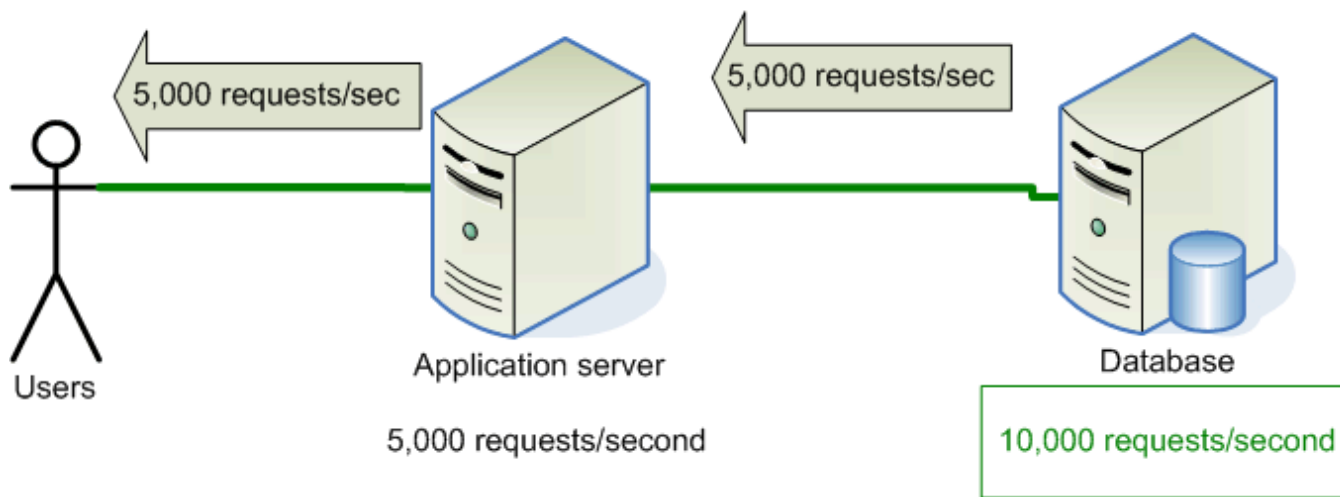 5,000 requests/sec
5,000 requests/sec
Users
Application server
Database
5,000 requests/second
10,000 requests/second